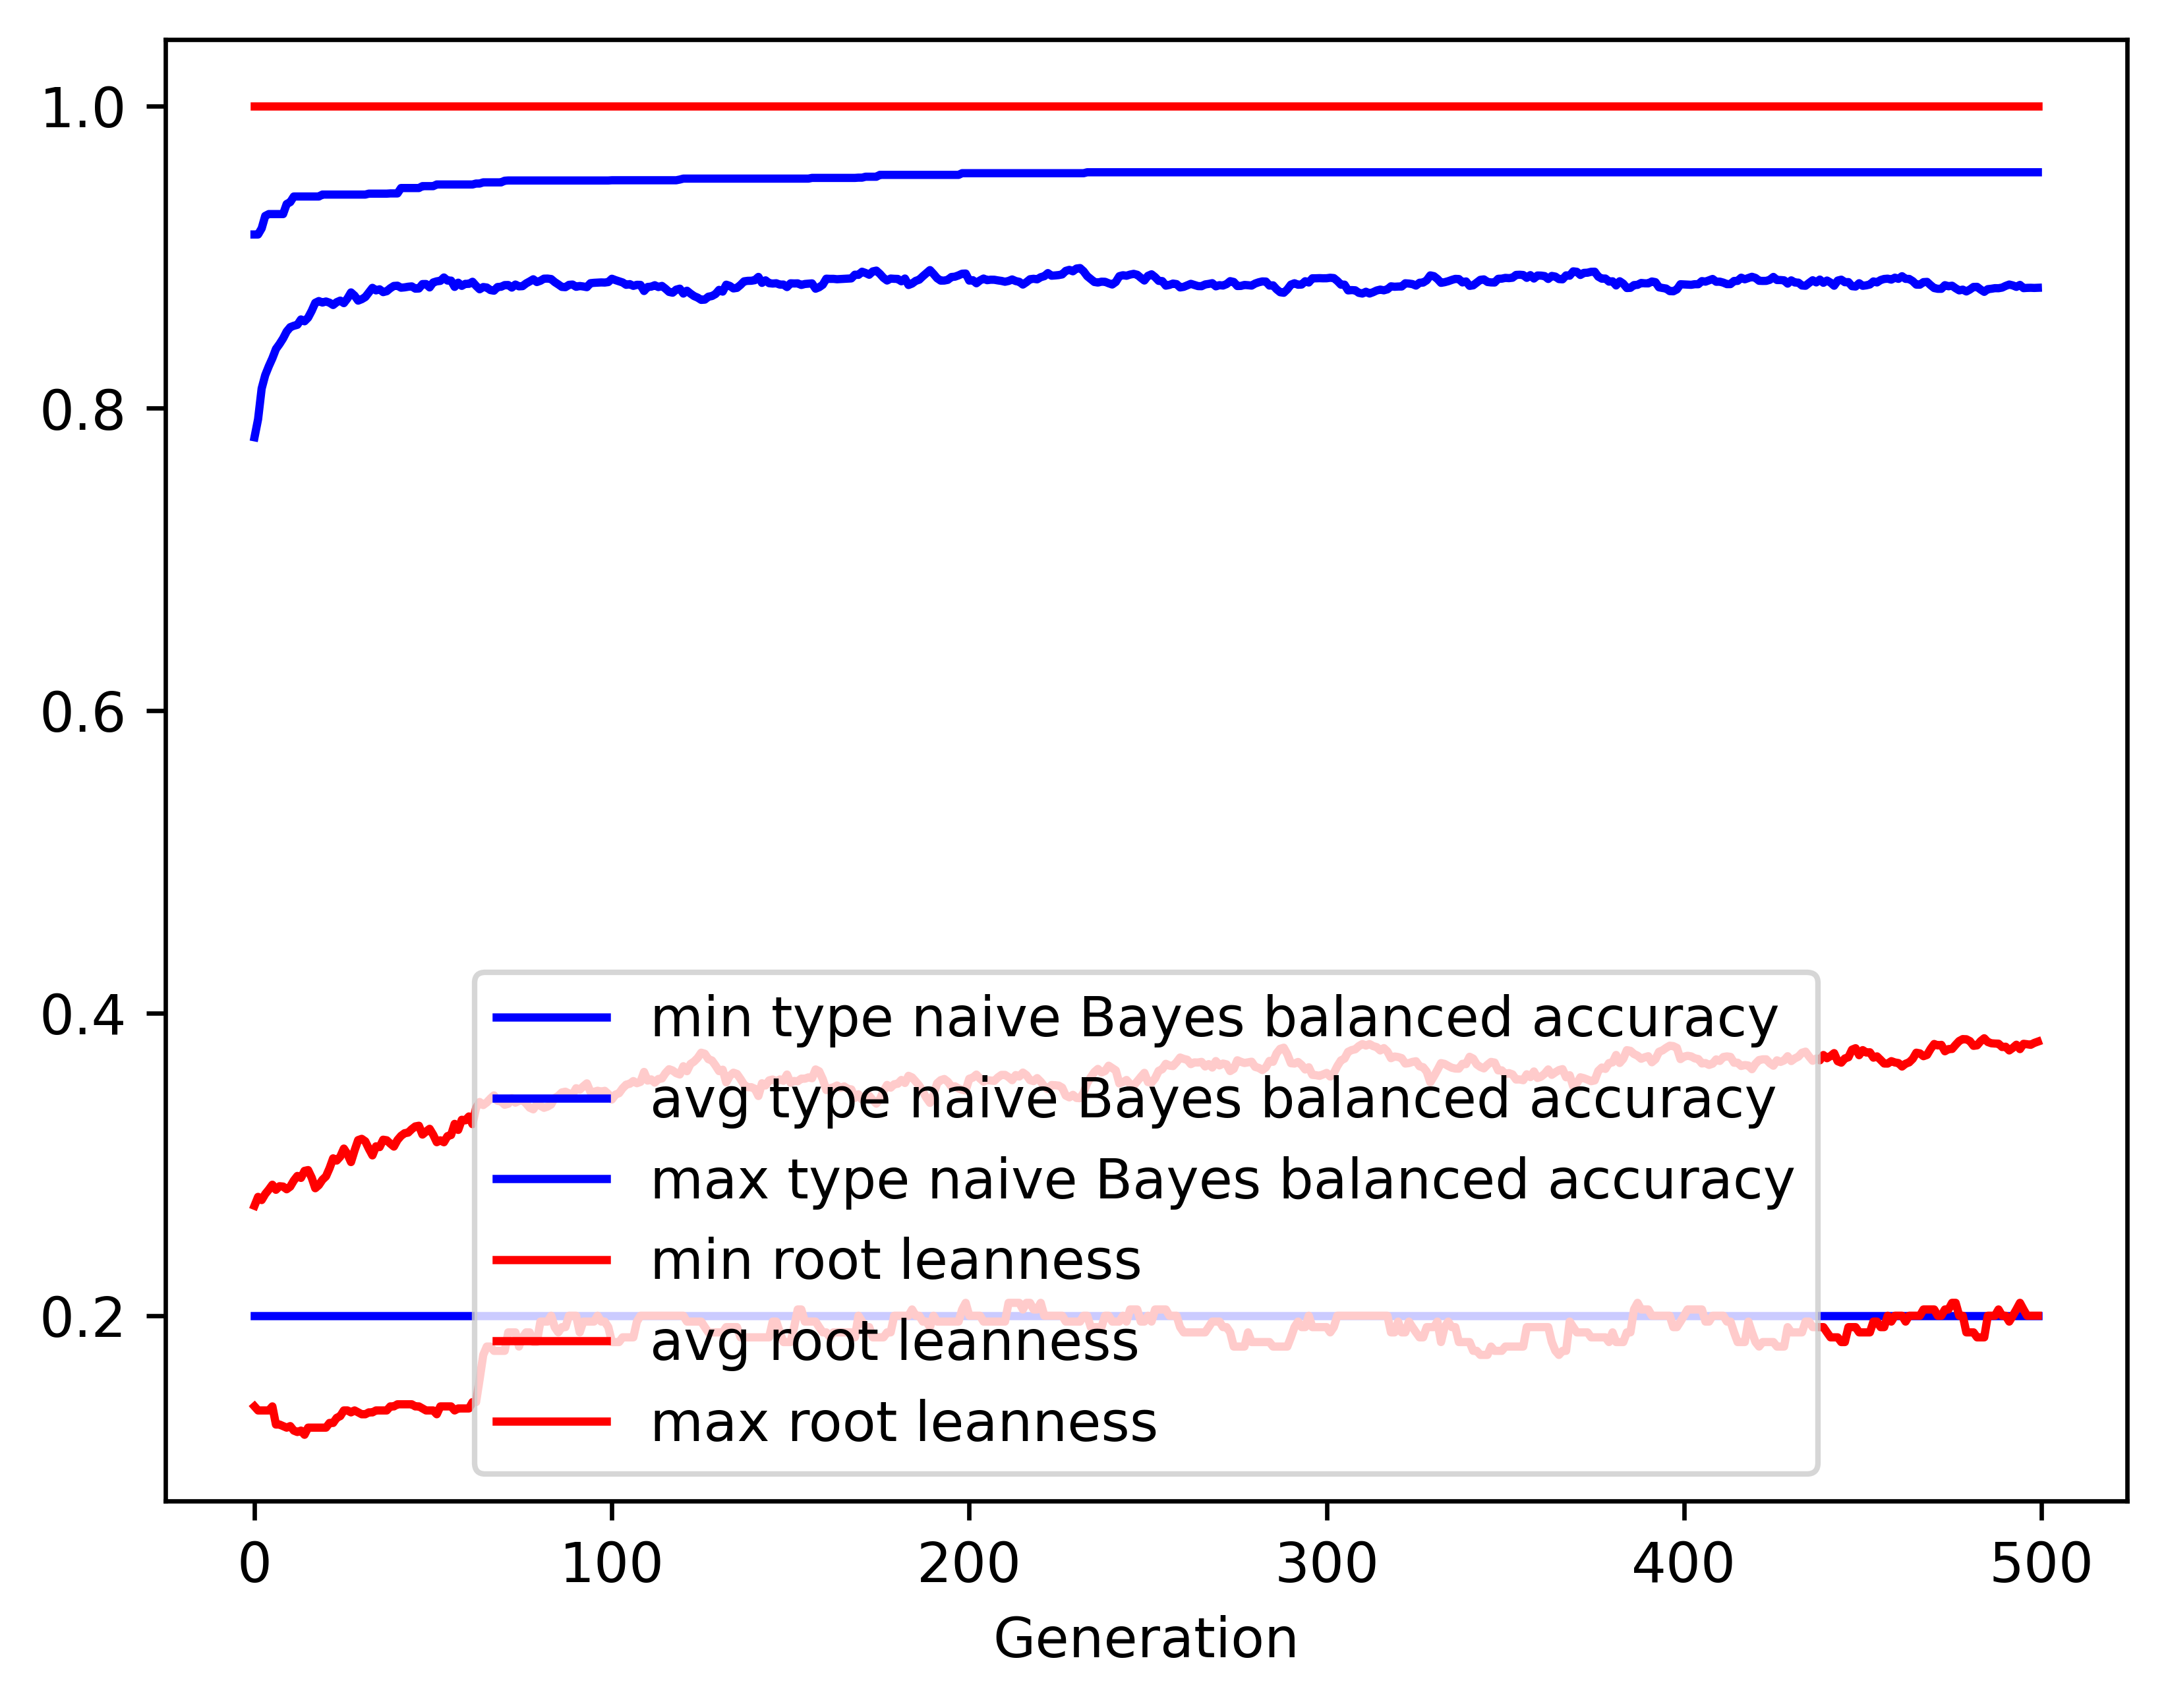 1.0
0.8
0.6
0.4
0.2
min type naive Bayes balanced accuracy
avg type naive Bayes balanced accuracy
max type naive Bayes balanced accuracy
min root leanness
avg root leanness
max root leanness
0 100 200 300 400 500
Generation